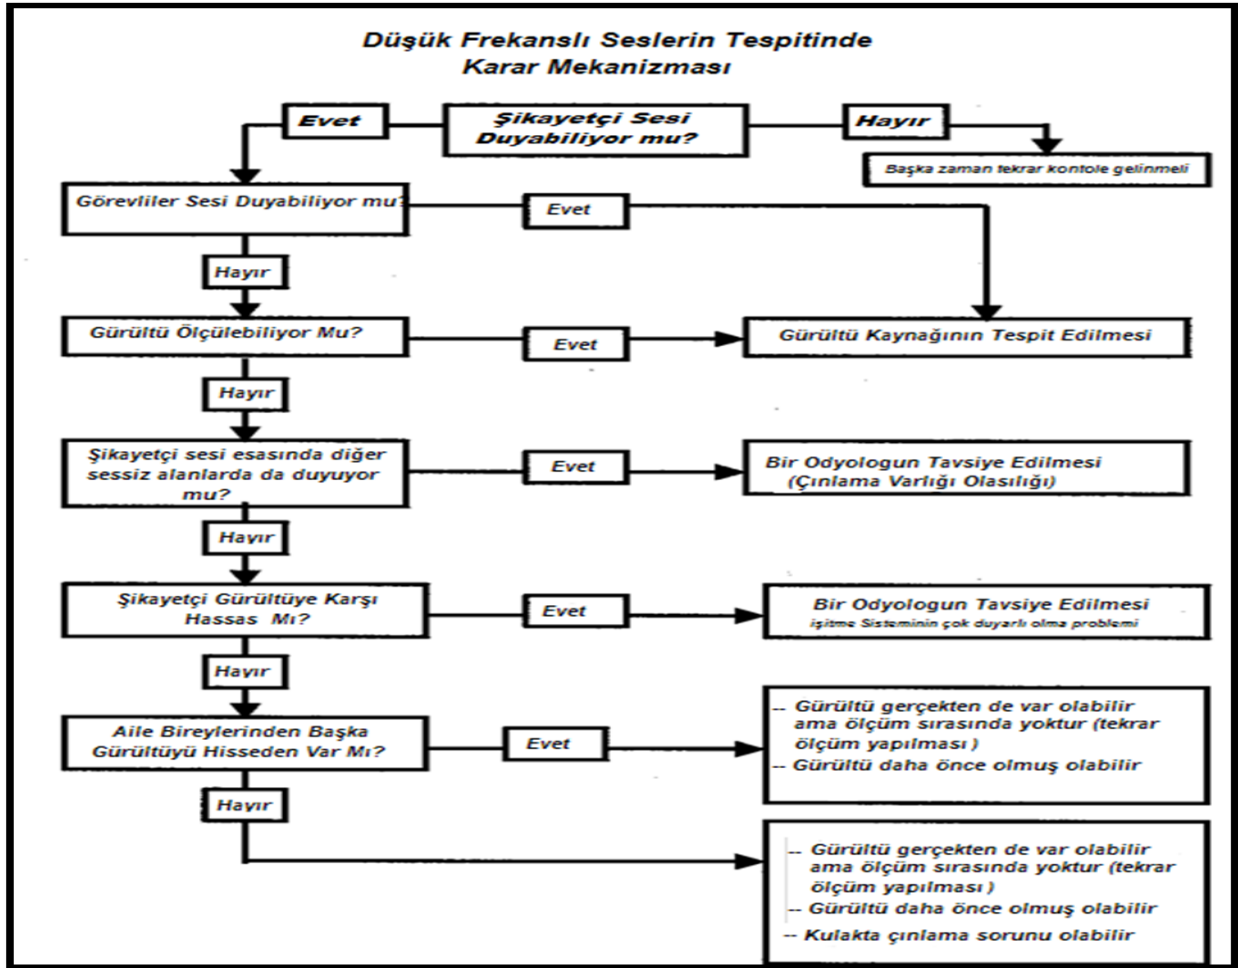 Düşük Frekanslı Seslerin Tespitinde
Karar Mekanizması
Evet
Şikayetçi Sesi
Duyabiliyor mu?
Hayır
Başka zaman tekrar kontole gelinmeli
Görevliler Sesi Duyabiliyor mu?
Evet
Hayır
Gürültü Ölçülebiliyor Mu?
Evet
Gürültü Kaynağının Tespit Edilmesi
Hayır
Şikayetçi sesi esasında diğer
sessiz alanlarda da duyuyor
mu?
Evet
Bir Odyologun Tavsiye Edilmesi
(Çınlama Varlığı Olasılığı)
Hayır
Şikayetçi Gürültüye Karşı
Hassas Mı?
Evet
Bir Odyologun Tavsiye Edilmesi
işitme Sisteminin çok duyarlı olma problemi
Hayır
Aile Bireylerinden Başka
Gürültüyü Hisseden Var Mı?
Evet
-- Gürültü gerçekten de var olabilir
ama ölçüm sırasında yoktur (tekrar
ölçüm yapılması )
-- Gürültü daha önce olmuş olabilir
Hayır
-- Gürültü gerçekten de var olabilir
ama ölçüm sırasında yoktur (tekrar
ölçüm yapılması )
-- Gürültü daha önce olmuş olabilir
-- Kulakta çınlama sorunu olabilir